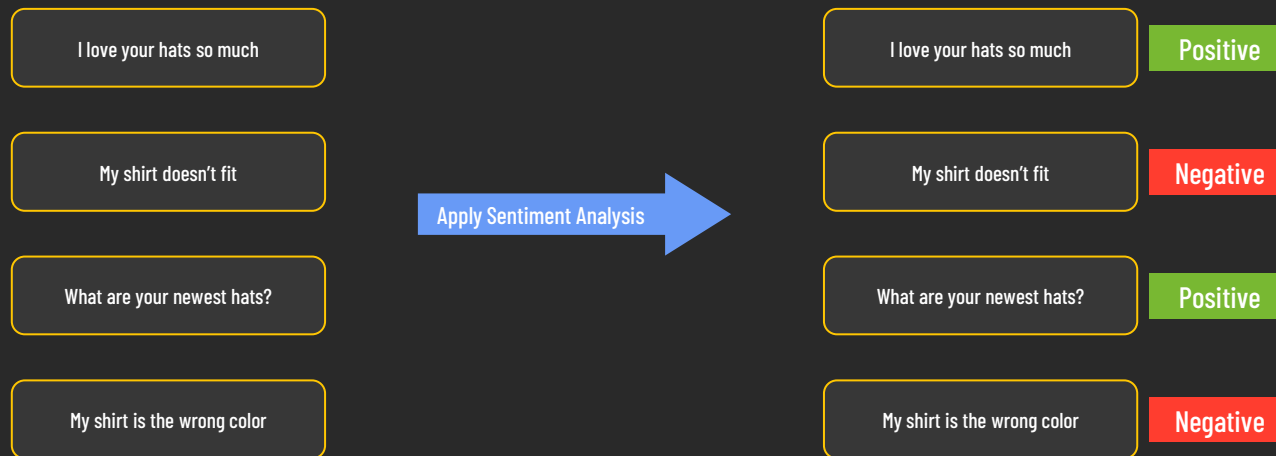 I love your hats so much
I love your hats so much
Positive
My shirt doesn’t fit
My shirt doesn’t fit
Negative
Apply Sentiment Analysis
What are your newest hats?
What are your newest hats?
Positive
My shirt is the wrong color
My shirt is the wrong color
Negative